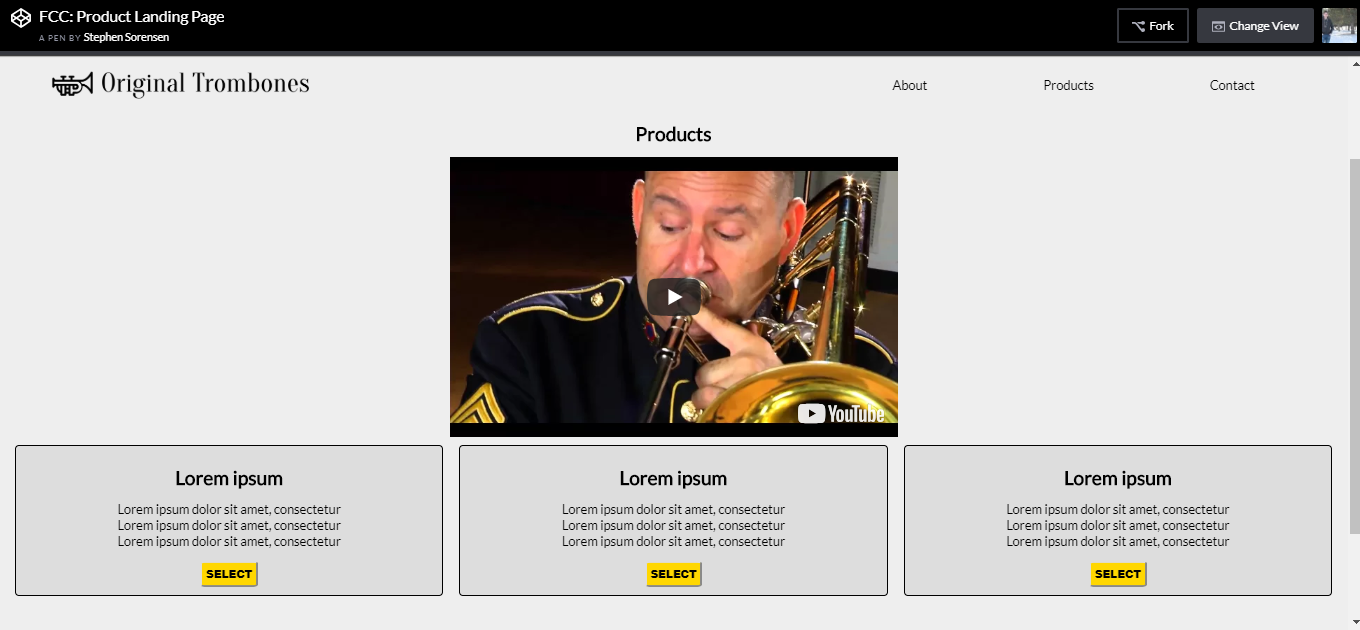 FCC: Product Landing Page
A PEN BY Stephen Sorensen
Fork
Change View
Original Trombones
About
Products
Contact
Products
YouTube
Lorem ipsum
Lorem ipsum dolor sit amet, consectetur
Lorem ipsum dolor sit amet, consectetur
Lorem ipsum dolor sit amet, consectetur
SELECT
Lorem ipsum
Lorem ipsum dolor sit amet, consectetur
Lorem ipsum dolor sit amet, consectetur
Lorem ipsum dolor sit amet, consectetur
SELECT
Lorem ipsum
Lorem ipsum dolor sit amet, consectetur
Lorem ipsum dolor sit amet, consectetur
Lorem ipsum dolor sit amet, consectetur
SELECT